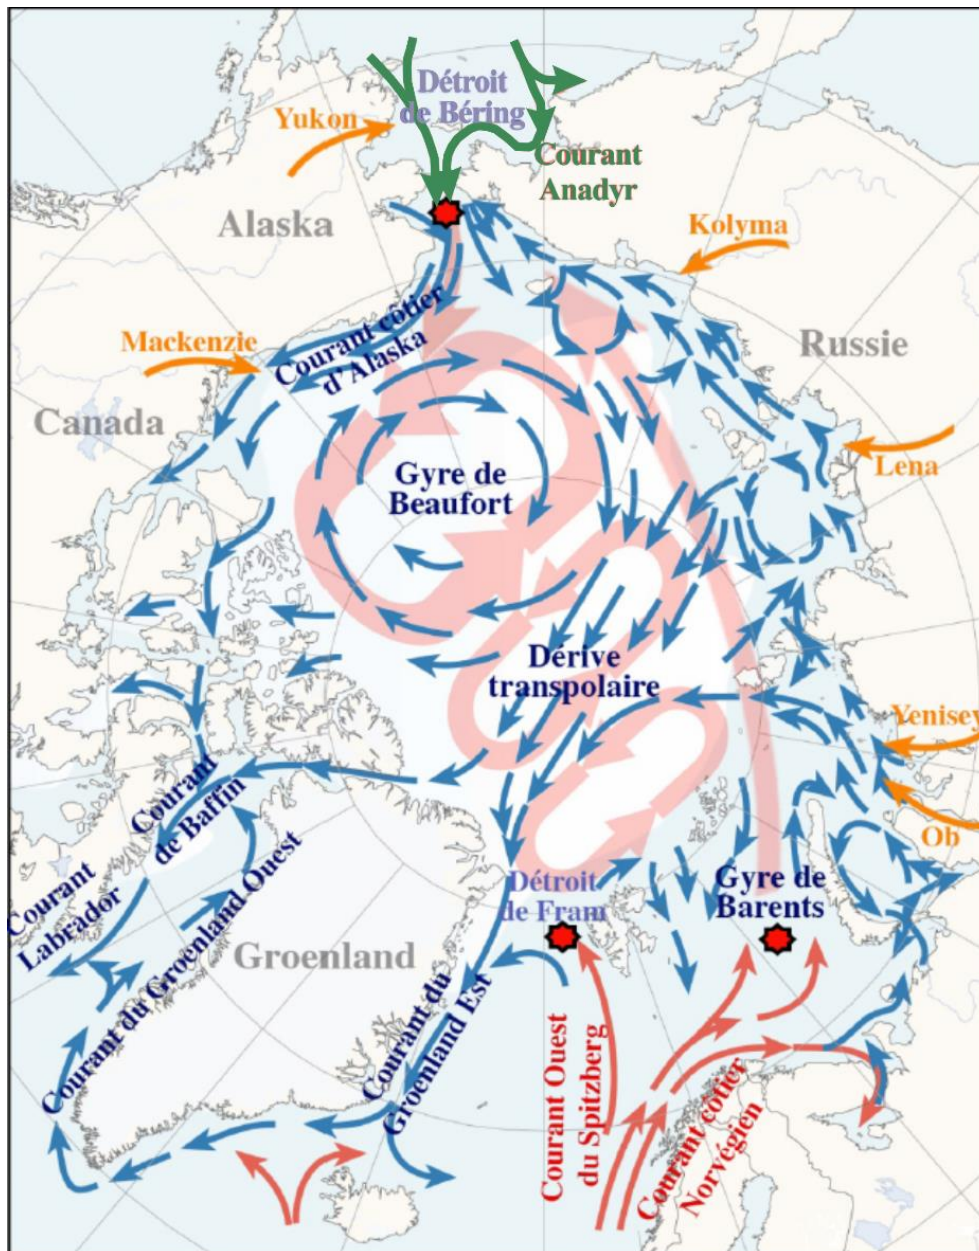 Détroit
de Béring
Yukon
Courant
Anadyr
Alaska
Kolyma
Mackenzie
Courant côtier
d'Alaska
Russie
Canada
Gyre de
Beaufort
Lena
Dérive
transpolaire
Yenisey
Ob
Courant
de Baffin
Courant
Labrador
Courant du Groenland Ouest
Groenland
Courant du
Groenland Est
Détroit
de Fram
Gyre de
Barents
Courant Ouest
du Spitzberg
Courant côtier
Norvégien